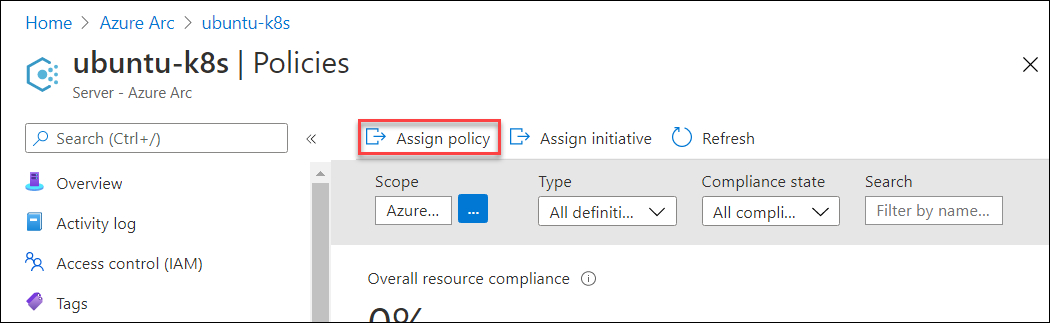 Home > Azure Arc > ubuntu-k8s
ubuntu-k8s | Policies
Server - Azure Arc
Search (Ctrl+/)
«
Assign policy
Assign initiative
Refresh
Overview
Activity log
Access control (IAM)
Tags
Scope
Type
Compliance state
Search
Azure...
...
All definiti...
All compli...
Filter by name...
Overall resource compliance
0%